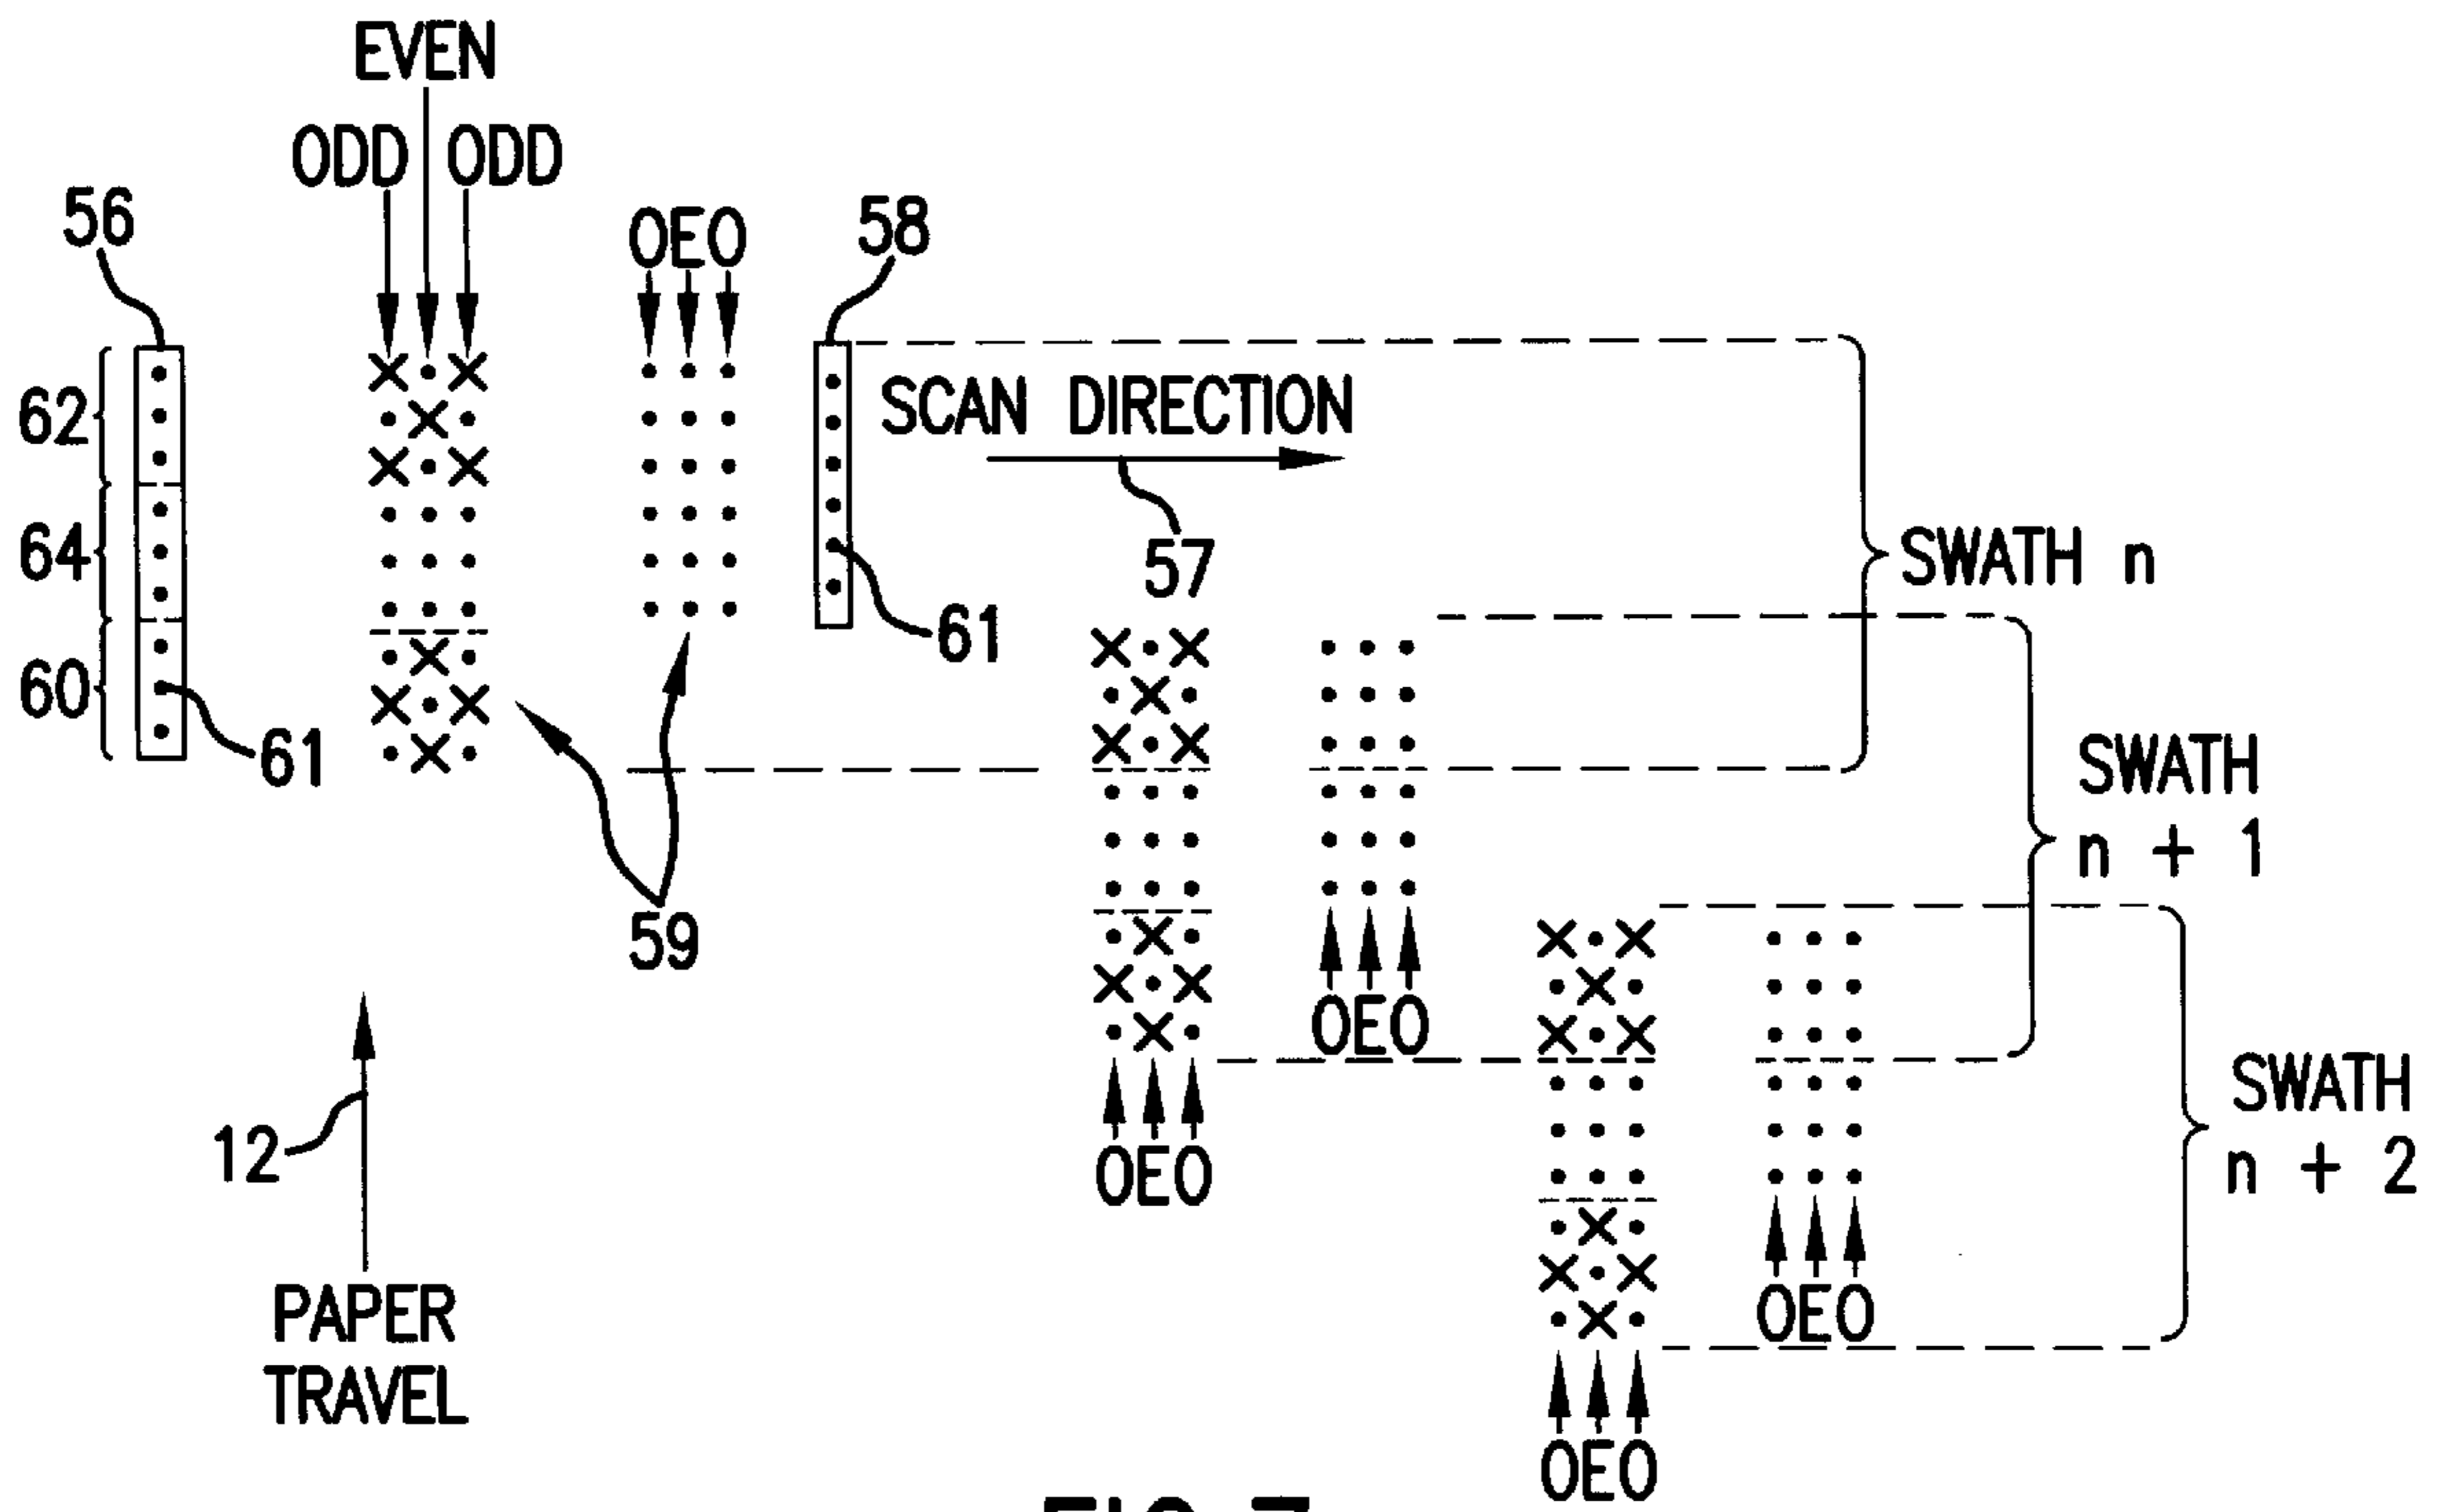 EVEN
ODD ODD
56
OEO
58
62
SCAN DIRECTION
64
57
SWATH n
61
60
61
SWATH
n + 1
59
OEO
12
OEO
SWATH
n + 2
OEO
PAPER
TRAVEL
OEO